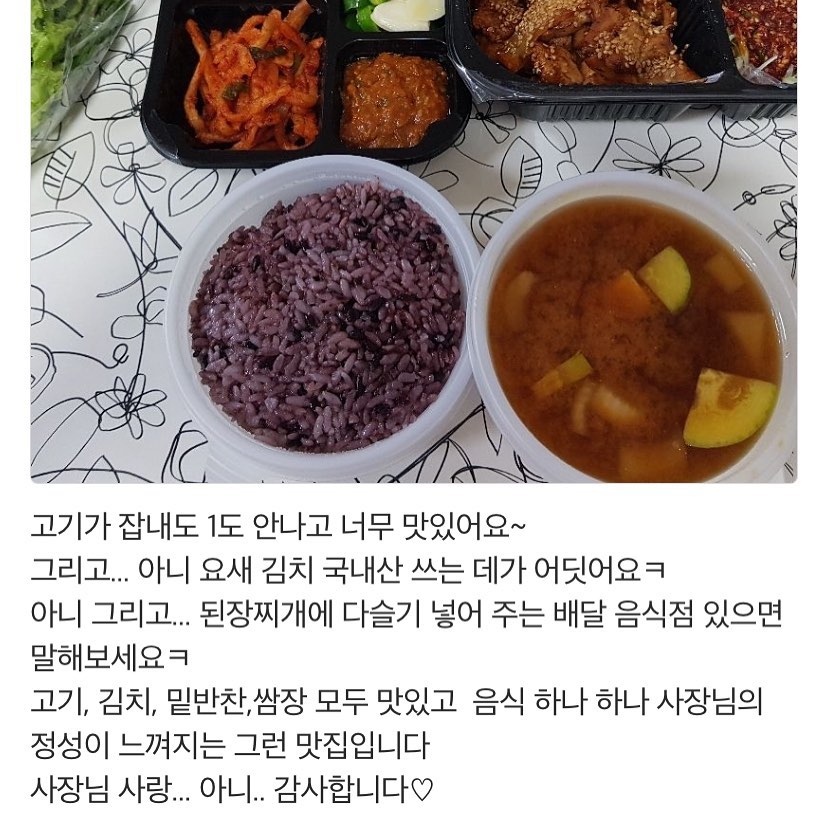 고기가 잡내도 1도 안나고 너무 맛있어요~
그리고... 아니 요새 김치 국내산 쓰는 데가 어딧어요ㅋ
아니 그리고... 된장찌개에 다슬기 넣어 주는 배달 음식점 있으면
말해보세요ㅋ
고기, 김치, 밑반찬,쌈장 모두 맛있고  음식 하나 하나 사장님의
정성이 느껴지는 그런 맛집입니다
사장님 사랑... 아니.. 감사합니다♡